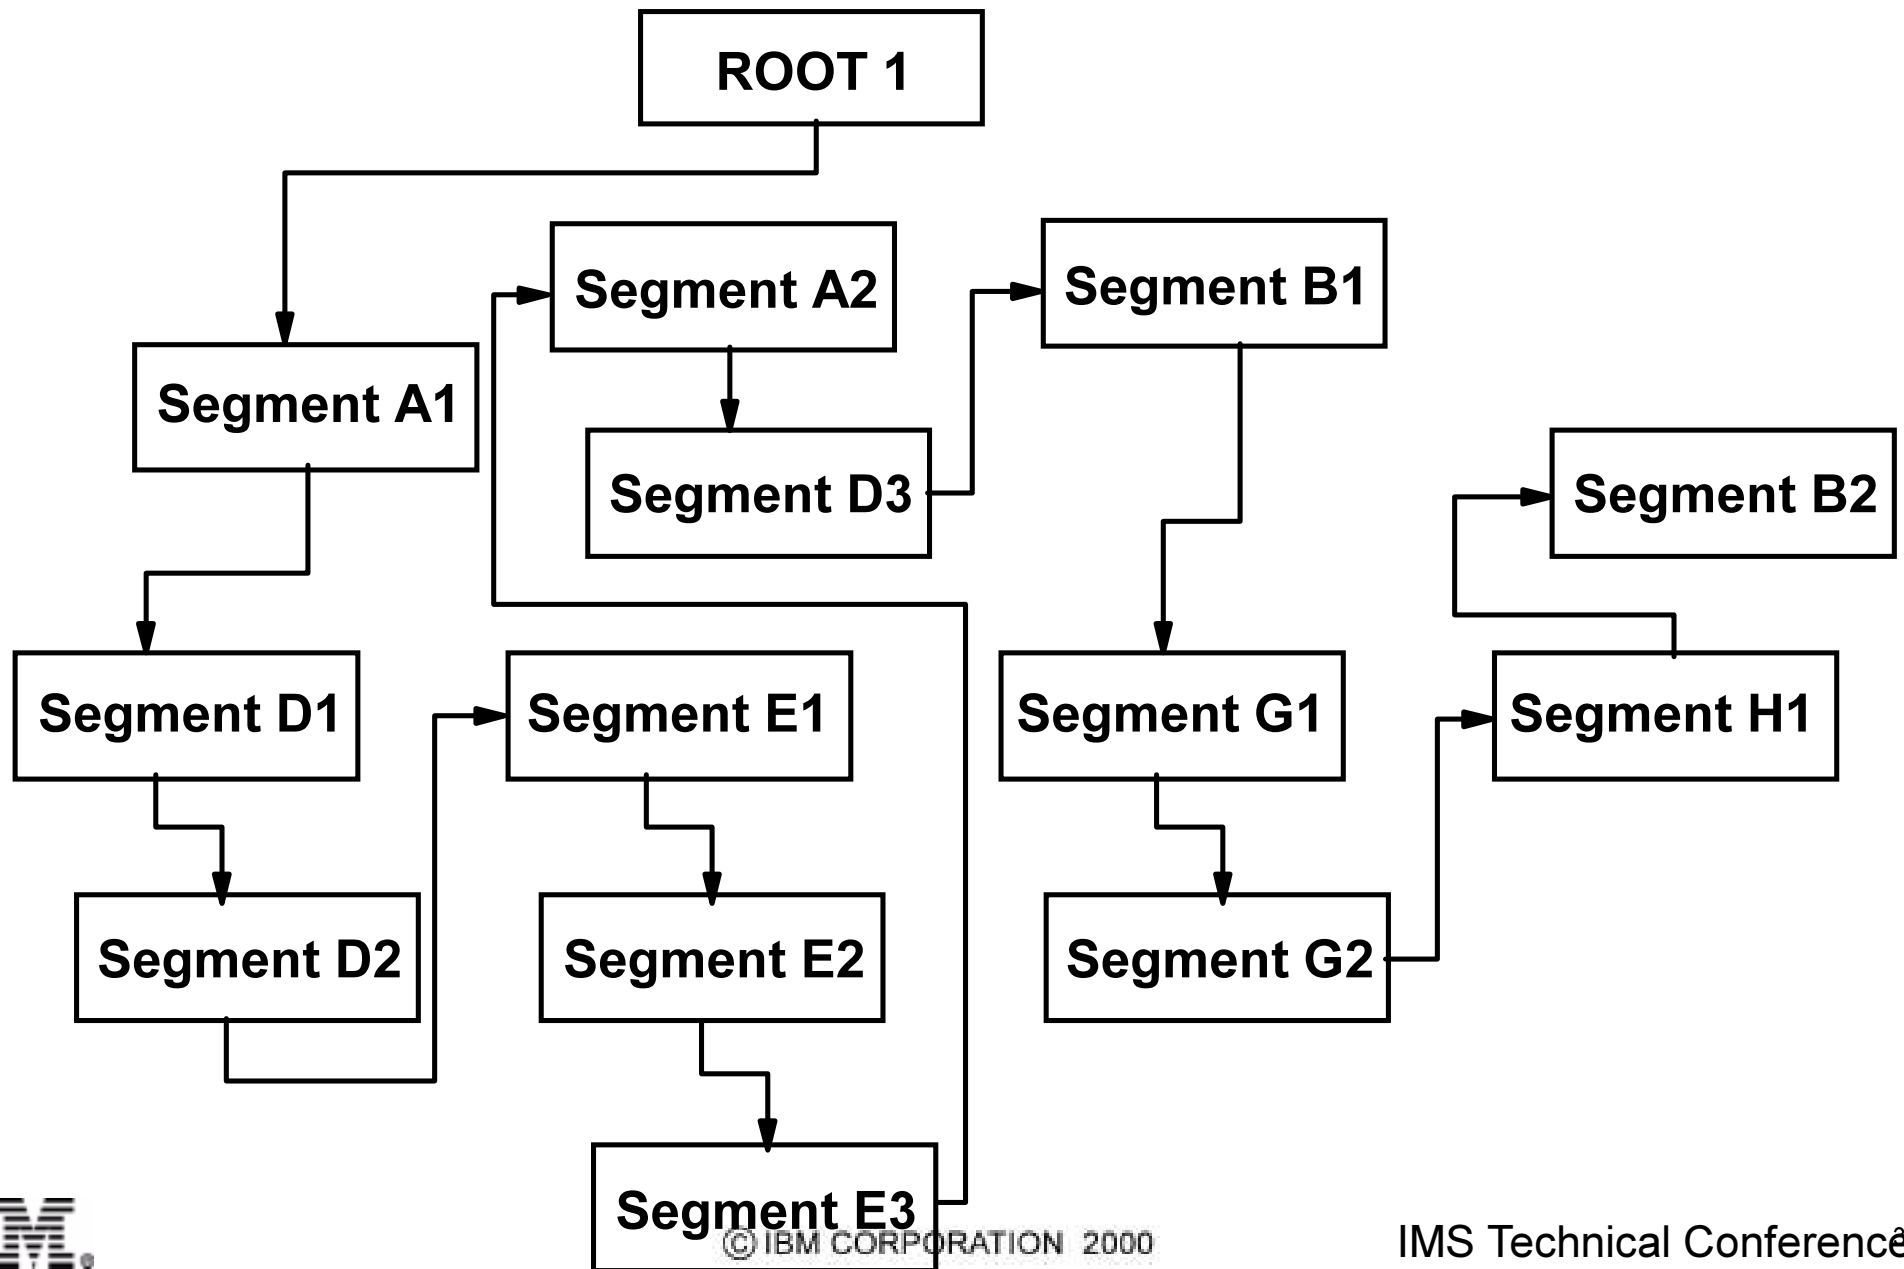 ROOT 1
Segment A2
Segment B1
Segment A1
Segment D3
Segment B2
Segment D1
Segment E1
Segment G1
Segment H1
Segment D2
Segment E2
Segment G2
Segment E3
© IBM CORPORATION 2000
IMS Technical Conference